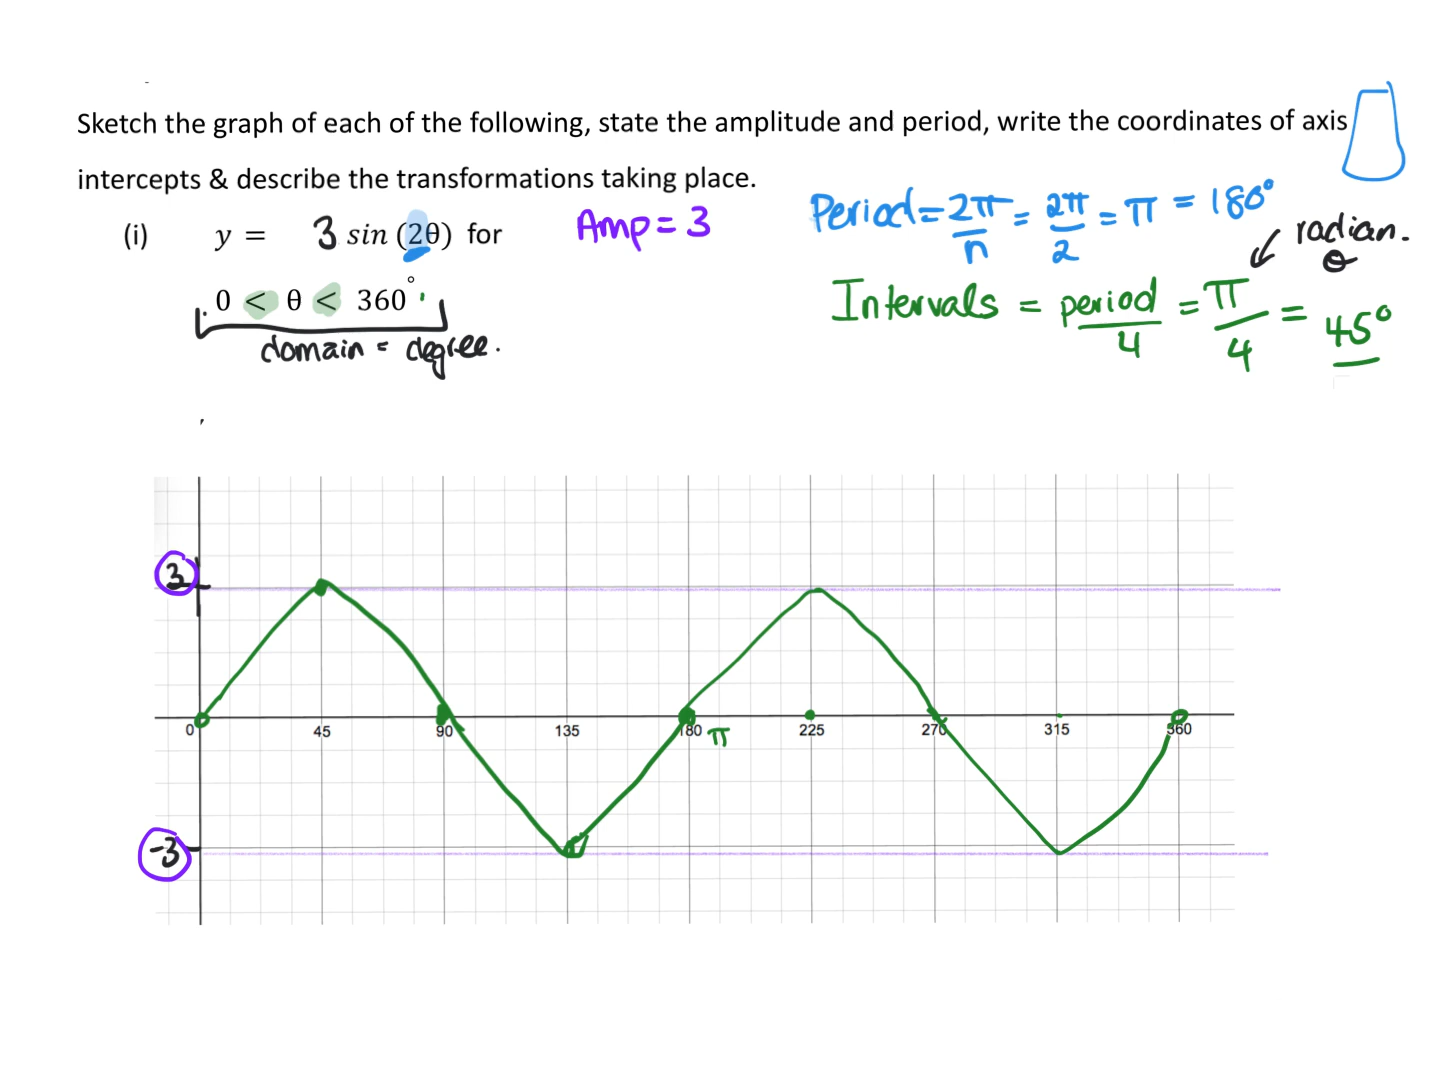 Sketch the graph of each of the following, state the amplitude and period, write the coordinates of axis
intercepts & describe the transformations taking place.
(i) y = 3 sin (2θ) for
0 < θ < 360°
domain = degree.
Amp = 3
Period = 2π/n = 2π/2 = π = 180°
radian.
θ
Intervals = period/4 = π/4 = 45°
3
0 45 90 135 180 π 225 270 315 360
-3